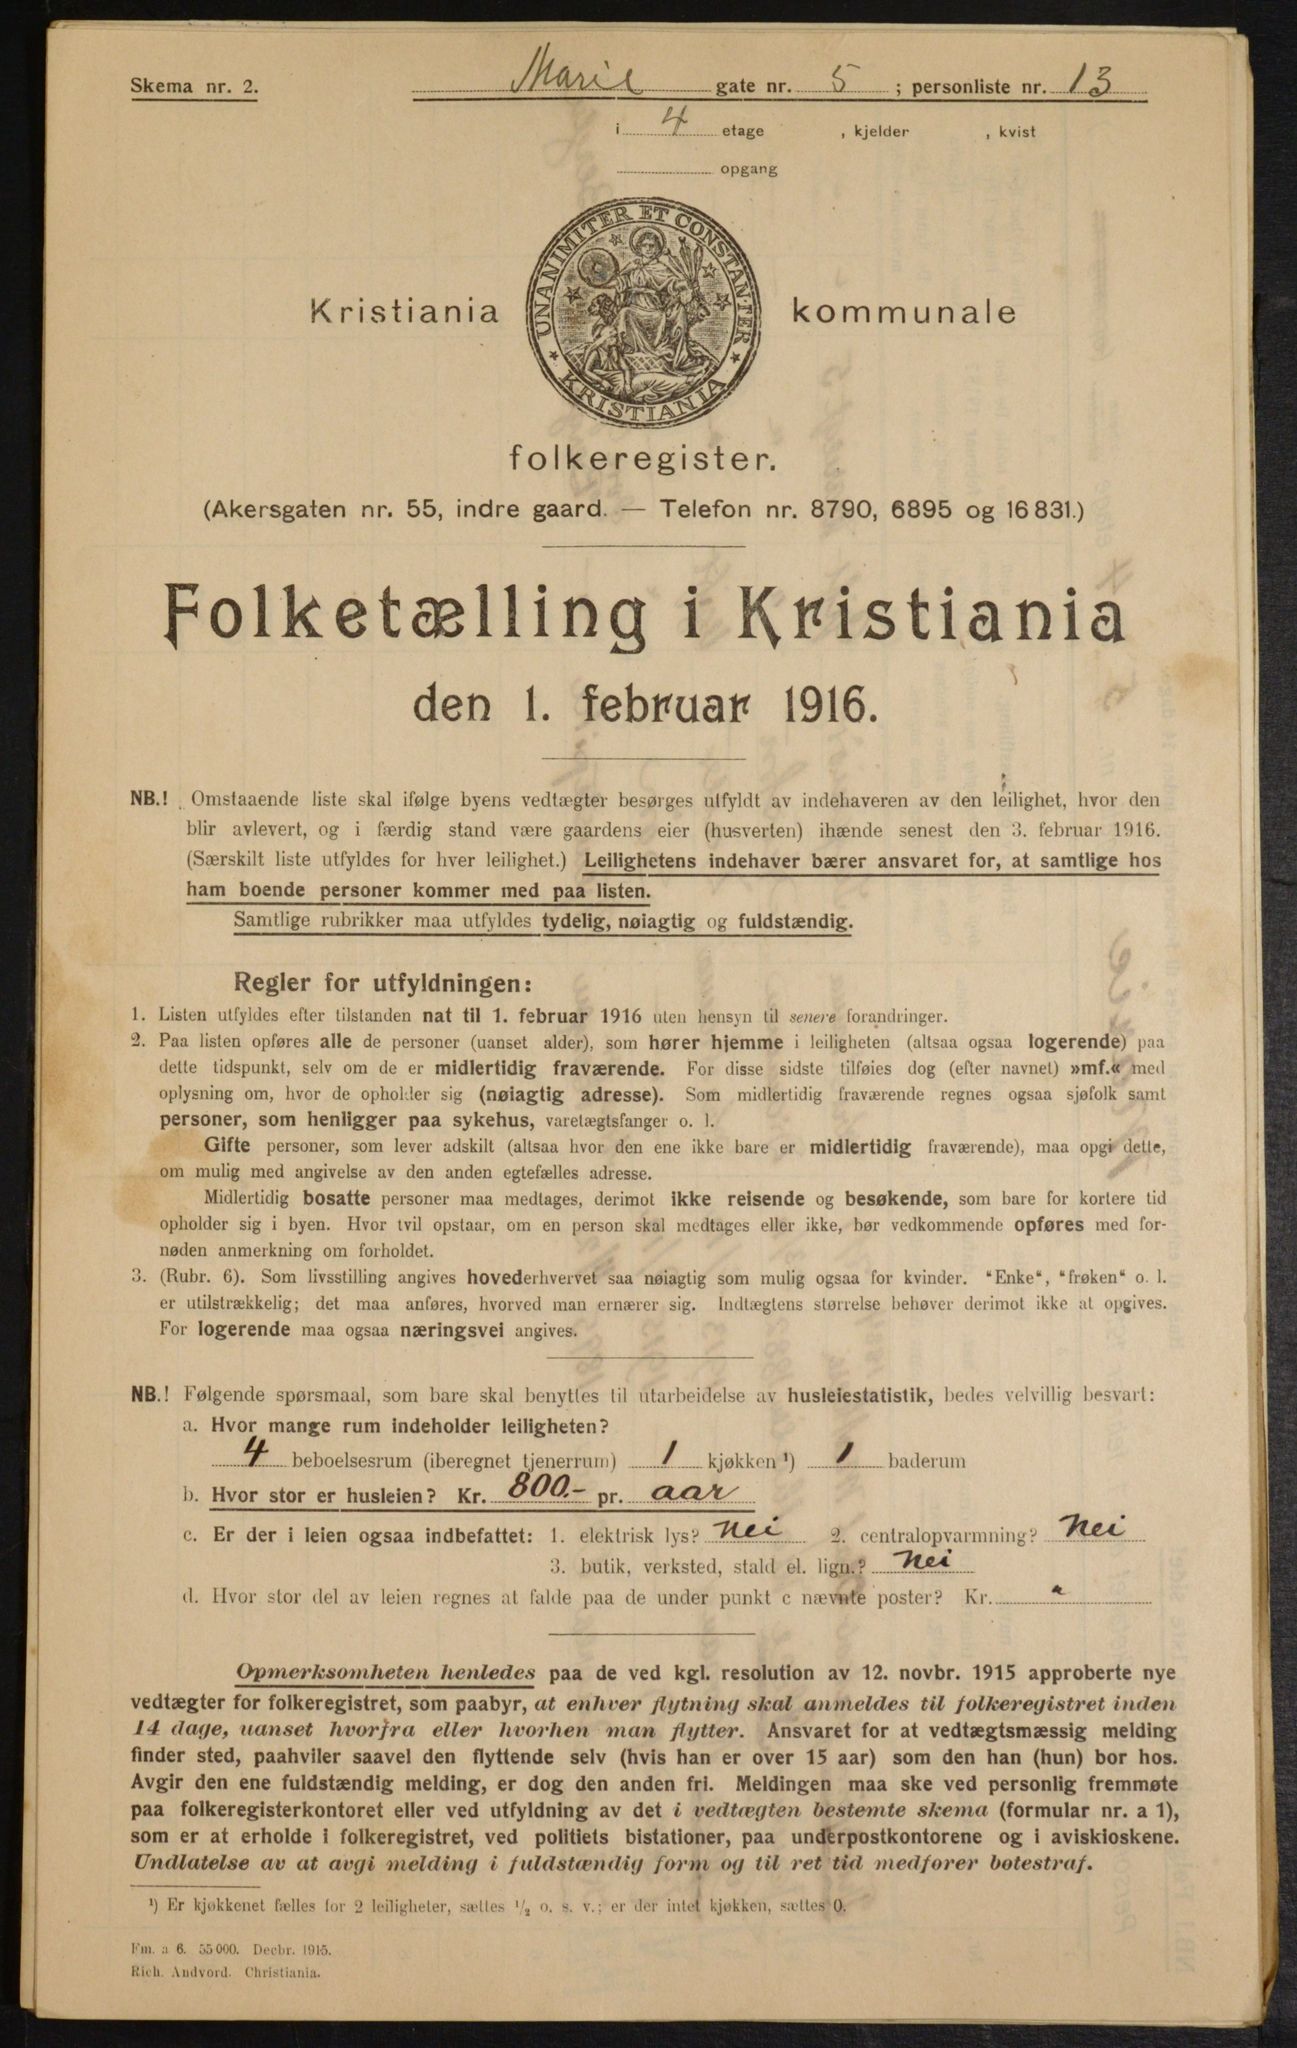 Skema nr. 2.
Marie gate nr. 5 ; personliste nr. 13
i 4 etage , kjelder , kvist
opgang
UNANIMITER ET CONSTANTER
KRISTIANIA
Kristiania kommunale
folkeregister.
(Akersgaten nr. 55, indre gaard. — Telefon nr. 8790, 6895 og 16 831.)
Folketælling i Kristiania
den 1. februar 1916.
NB.! Omstaaende liste skal ifølge byens vedtægter besørges utfyldt av indehaveren av den leilighet, hvor den
blir avlevert, og i færdig stand være gaardens eier (husverten) ihænde senest den 3. februar 1916.
(Særskilt liste utfyldes for hver leilighet.) Leilighetens indehaver bærer ansvaret for, at samtlige hos
ham boende personer kommer med paa listen.
Samtlige rubrikker maa utfyldes tydelig, nøiagtig og fuldstændig.
Regler for utfyldningen:
1. Listen utfyldes efter tilstanden nat til 1. februar 1916 uten hensyn til senere forandringer.
2. Paa listen opføres alle de personer (uanset alder), som hører hjemme i leiligheten (altsaa ogsaa logerende) paa
dette tidspunkt, selv om de er midlertidig fraværende. For disse sidste tilføies dog (efter navnet) »mf.« med
oplysning om, hvor de opholder sig (nøiagtig adresse). Som midlertidig fraværende regnes ogsaa sjøfolk samt
personer, som henligger paa sykehus, varetægtsfanger o. l.
Gifte personer, som lever adskilt (altsaa hvor den ene ikke bare er midlertidig fraværende), maa opgi dette,
om mulig med angivelse av den anden egtefælles adresse.
Midlertidig bosatte personer maa medtages, derimot ikke reisende og besøkende, som bare for kortere tid
opholder sig i byen. Hvor tvil opstaar, om en person skal medtages eller ikke, bør vedkommende opføres med for-
nøden anmerkning om forholdet.
3. (Rubr. 6). Som livsstilling angives hovederhvervet saa nøiagtig som mulig ogsaa for kvinder. “Enke“, “frøken“ o. l.
er utilstrækkelig; det maa anføres, hvorved man ernærer sig. Indtægtens størrelse behøver derimot ikke at opgives.
For logerende maa ogsaa næringsvei angives.
NB.! Følgende spørsmaal, som bare skal benyttes til utarbeidelse av husleiestatistik, bedes velvillig besvart:
a. Hvor mange rum indeholder leiligheten?
4 beboelsesrum (iberegnet tjenerrum) 1 kjøkken ¹) 1 baderum
b. Hvor stor er husleien? Kr. 800.- pr. aar
c. Er der i leien ogsaa indbefattet: 1. elektrisk lys? Nei 2. centralopvarmning? Nei
3. butik, verksted, stald el. lign.? Nei
d. Hvor stor del av leien regnes at falde paa de under punkt c nævnte poster? Kr. "
Opmerksomheten henledes paa de ved kgl. resolution av 12. novbr. 1915 approberte nye
vedtægter for folkeregistret, som paabyr, at enhver flytning skal anmeldes til folkeregistret inden
14 dage, uanset hvorfra eller hvorhen man flytter. Ansvaret for at vedtægtsmæssig melding
finder sted, paahviler saavel den flyttende selv (hvis han er over 15 aar) som den han (hun) bor hos.
Avgir den ene fuldstændig melding, er dog den anden fri. Meldingen maa ske ved personlig fremmøte
paa folkeregisterkontoret eller ved utfyldning av det i vedtægten bestemte skema (formular nr. a 1),
som er at erholde i folkeregistret, ved politiets bistationer, paa underpostkontorene og i aviskioskene.
Undlatelse av at avgi melding i fuldstændig form og til ret tid medfører bøtestraf.
¹) Er kjøkkenet fælles for 2 leiligheter, sættes ½ o. s. v.; er der intet kjøkken, sættes 0.
Fm. a 6. 55 000. Decbr. 1915.
Rich. Andvord. Christiania.